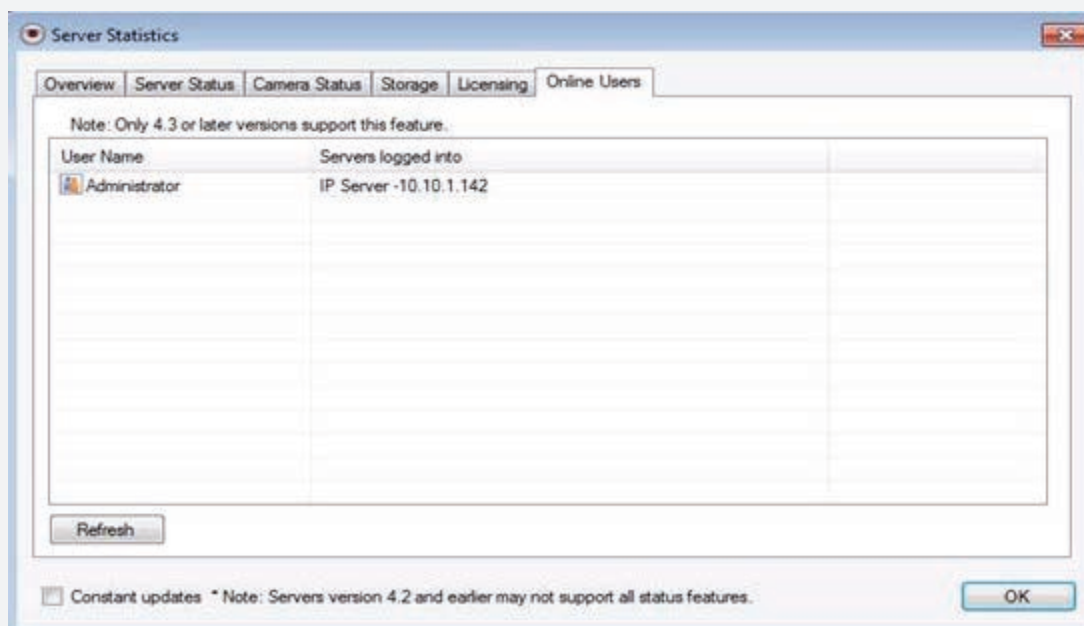 Server Statistics
Overview Server Status Camera Status Storage Licensing Online Users
Note: Only 4.3 or later versions support this feature.
User Name Servers logged into
Administrator IP Server -10.10.1.142
Refresh
Constant updates * Note: Servers version 4.2 and earlier may not support all status features. OK